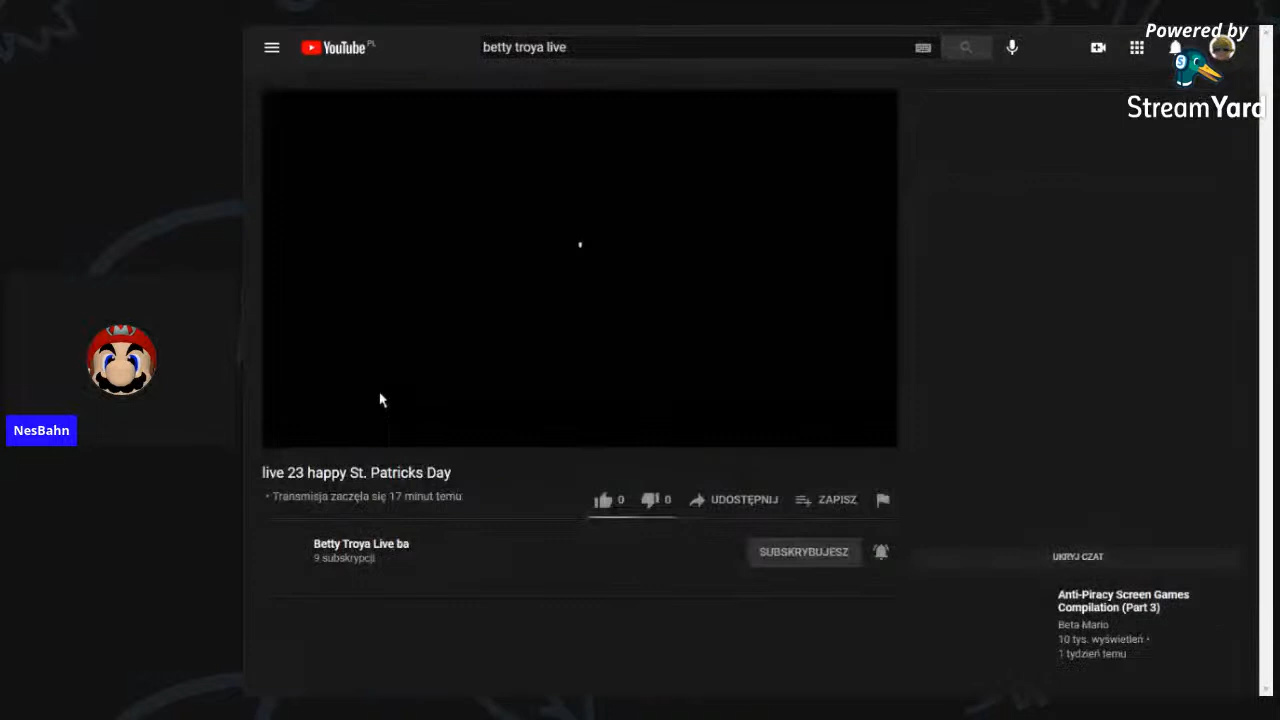 Powered by
StreamYard
YouTube PL
betty troya live
NesBahn
live 23 happy St. Patricks Day
• Transmisja zaczęła się 17 minut temu
0
0
UDOSTĘPNIJ
ZAPISZ
Betty Troya Live ba
9 subskrypcji
SUBSKRYBUJESZ
UKRYJ CZAT
Anti-Piracy Screen Games
Compilation (Part 3)
Beta Mario
10 tys. wyświetleń •
1 tydzień temu